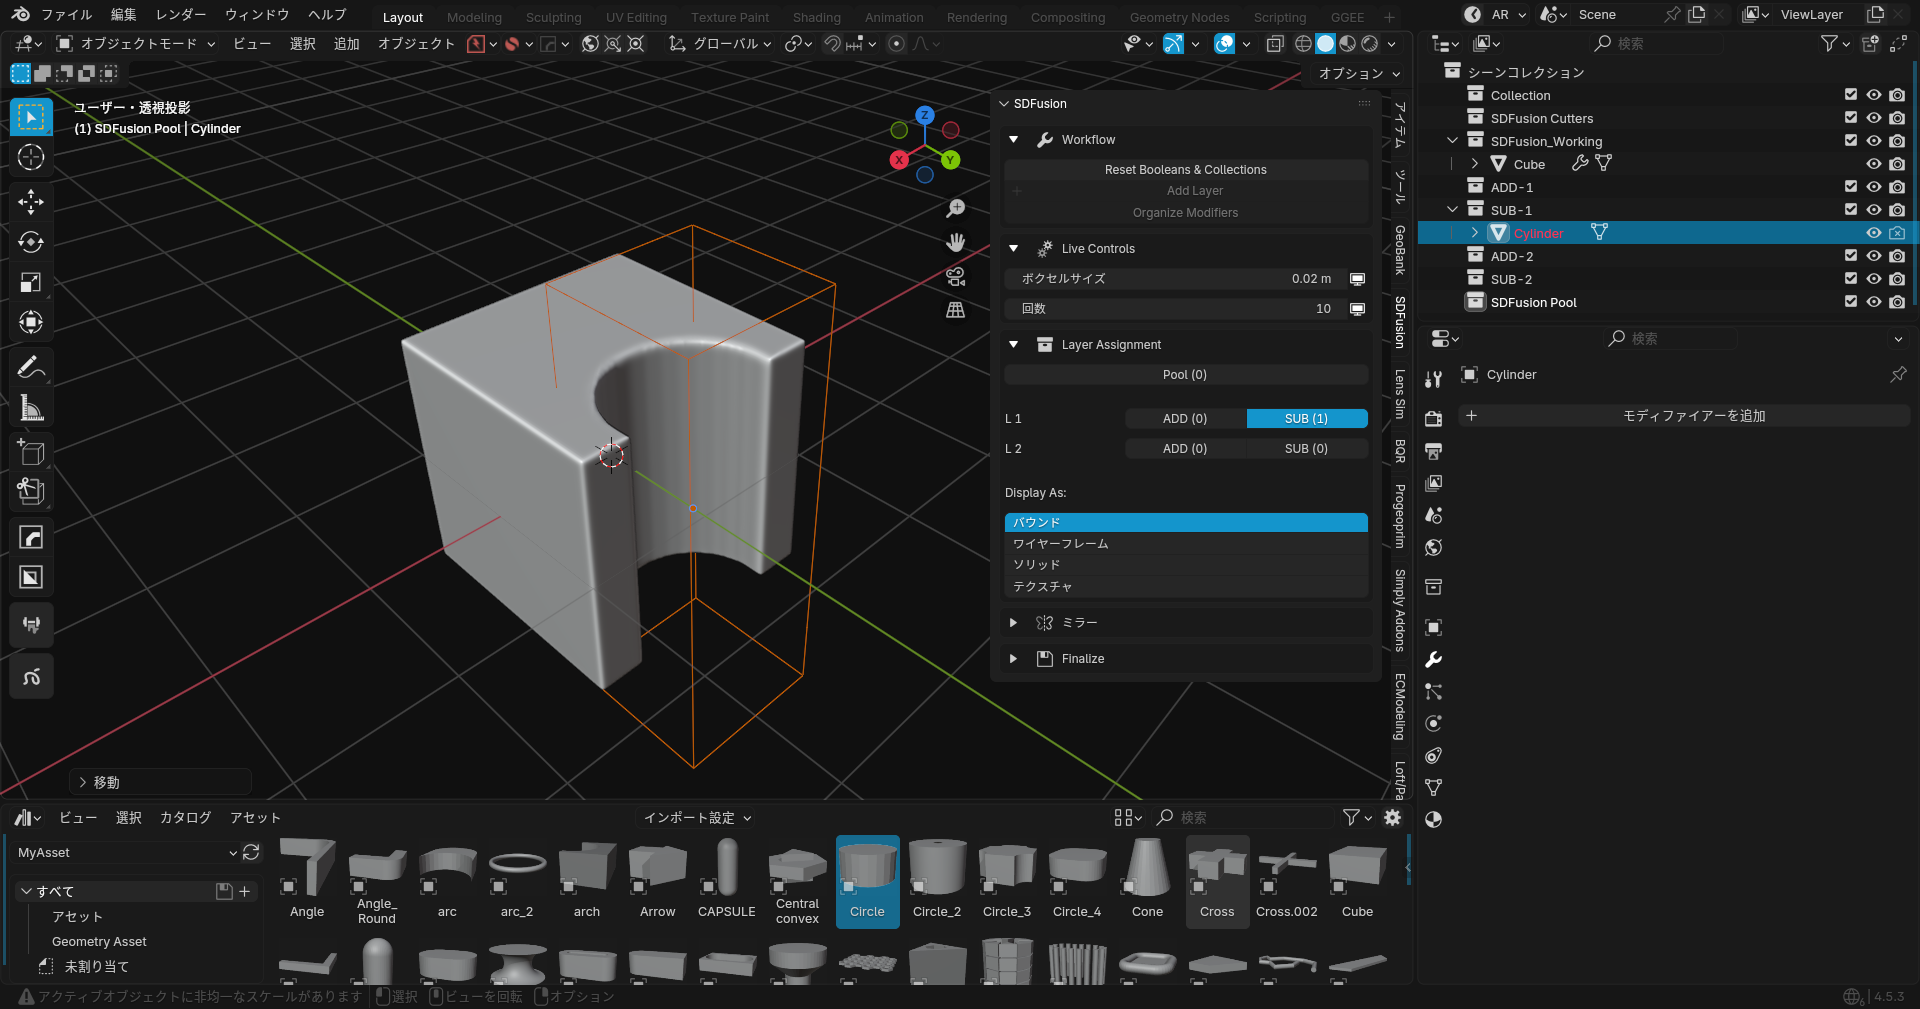 ファイル 編集 レンダー ウィンドウ ヘルプ Layout Modeling Sculpting UV Editing Texture Paint Shading Animation Rendering Compositing Geometry Nodes Scripting GGEE AR Scene ViewLayer
オブジェクトモード ビュー 選択 追加 オブジェクト グローバル 検索
オプション
ユーザー・透視投影
(1) SDFusion Pool | Cylinder
Z
X
Y
SDFusion
Workflow
Reset Booleans & Collections
Add Layer
Organize Modifiers
Live Controls
ボクセルサイズ 0.02 m
回数 10
Layer Assignment
Pool (0)
L 1 ADD (0) SUB (1)
L 2 ADD (0) SUB (0)
Display As:
バウンド
ワイヤーフレーム
ソリッド
テクスチャ
ミラー
Finalize
アイテム
ツール
GeoBank
SDFusion
Lens Sim
BQR
Progeoprim
Simply Addons
ECModeling
Loft/Pa
シーンコレクション
Collection
SDFusion Cutters
SDFusion_Working
Cube
ADD-1
SUB-1
Cylinder
ADD-2
SUB-2
SDFusion Pool
検索
Cylinder
モディファイアーを追加
移動
ビュー 選択 カタログ アセット インポート設定 検索
MyAsset
すべて
アセット
Geometry Asset
未割り当て
Angle Angle_Round arc arc_2 arch Arrow CAPSULE Central convex Circle Circle_2 Circle_3 Circle_4 Cone Cross Cross.002 Cube
アクティブオブジェクトに非均一なスケールがあります 選択 ビューを回転 オプション 4.5.3